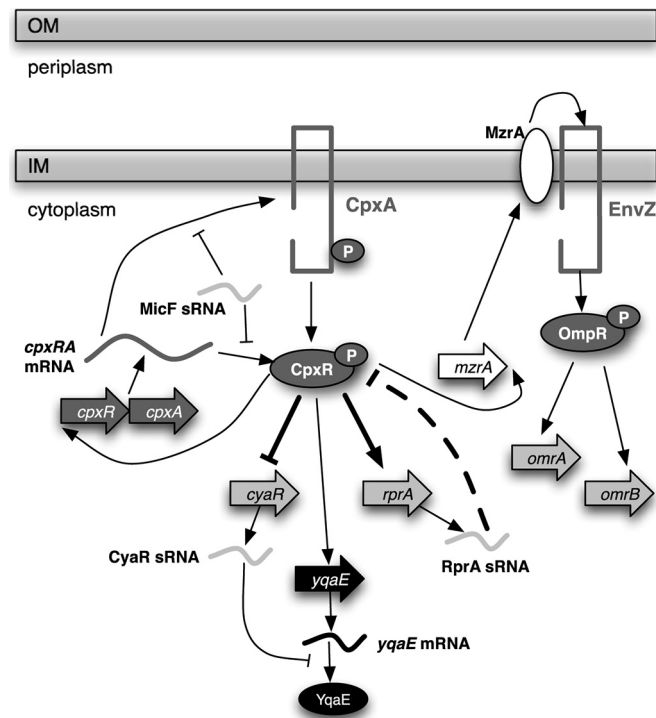 OM
periplasm
MzrA
IM
cytoplasm
CpxA
EnvZ
P
MicF sRNA
P
cpxRA
mRNA
OmpR
P
CpxR
mzrA
cpxR
cpxA
omrA
cyaR
rprA
omrB
CyaR sRNA
RprA sRNA
yqaE
yqaE mRNA
YqaE